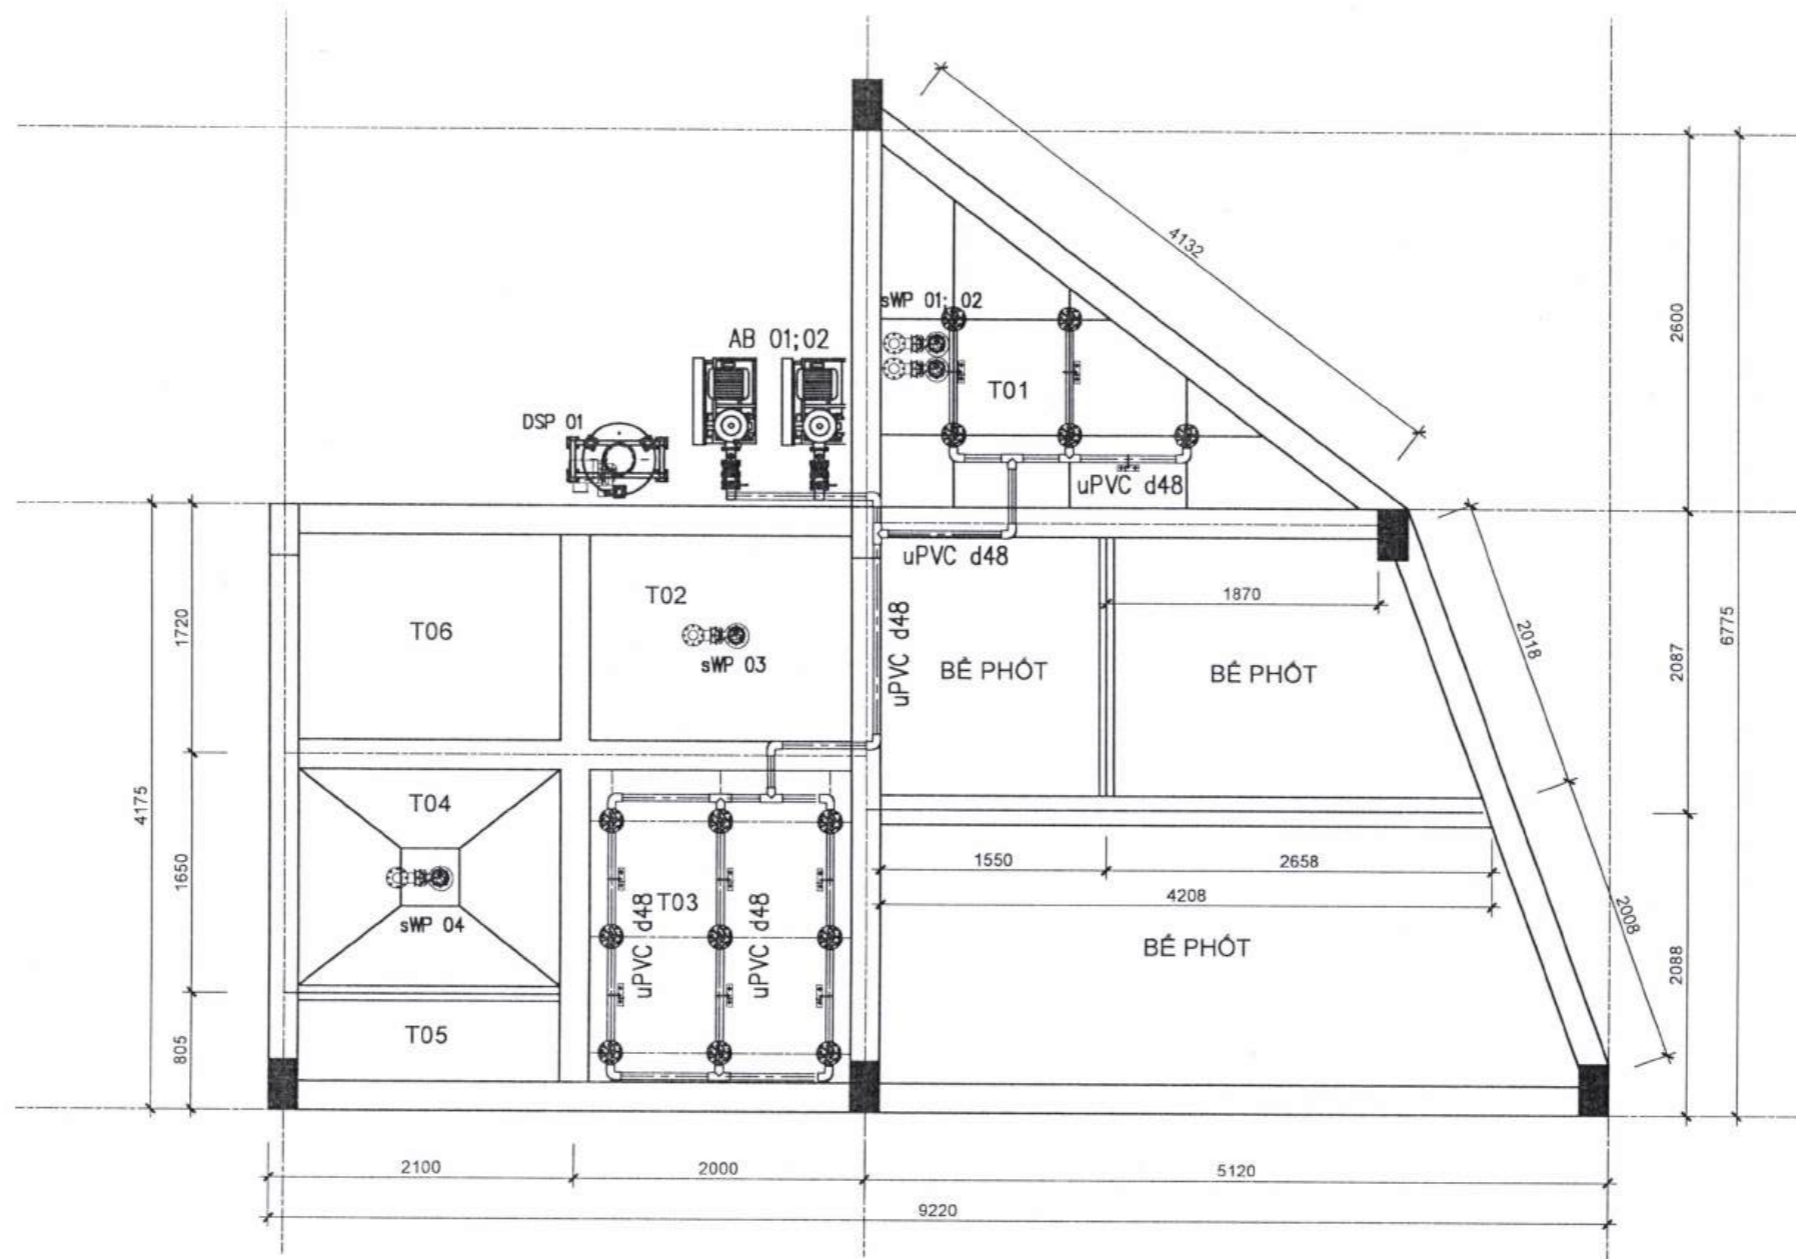 4132
2600
sWP 01; 02
AB 01;02
T01
DSP 01
uPVC d48
uPVC d48
1870
T02
T06
1720
sWP 03
uPVC d48
BỂ PHỐT
BỂ PHỐT
2018
2087
6775
4175
T04
1650
1550
2658
4208
sWP 04
uPVC d48
T03
uPVC d48
BỂ PHỐT
2008
2088
T05
805
2100
2000
5120
9220